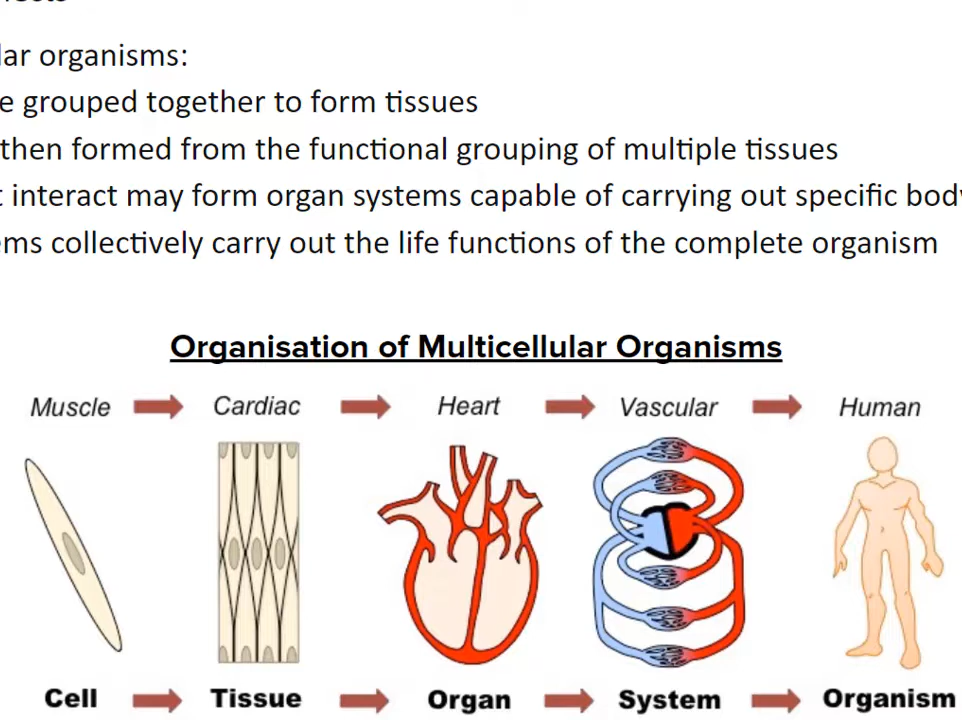 lar organisms:
e grouped together to form tissues
then formed from the functional grouping of multiple tissues
t interact may form organ systems capable of carrying out specific body
ems collectively carry out the life functions of the complete organism
Organisation of Multicellular Organisms
Muscle Cardiac Heart Vascular Human
Cell Tissue Organ System Organism